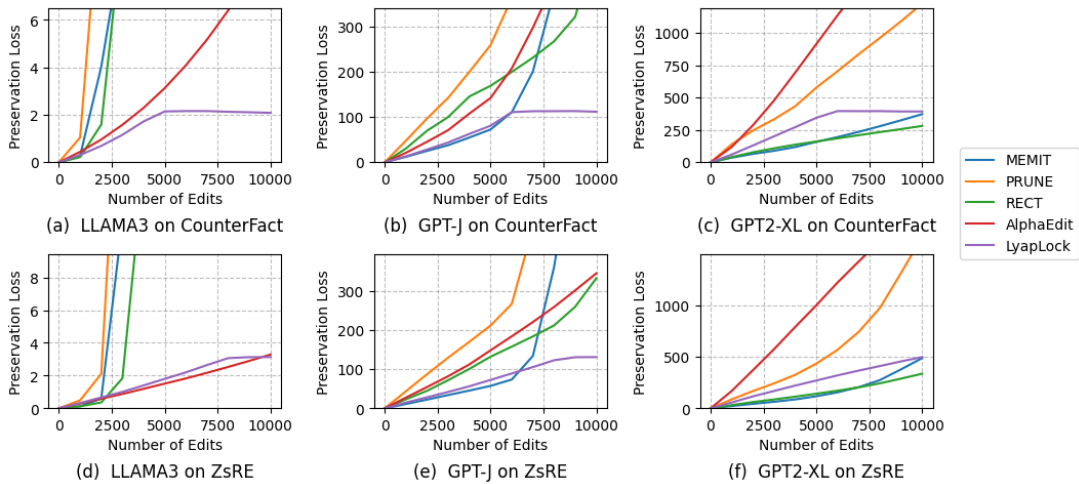 6
4
2
0
Preservation Loss
0 2500 5000 7500 10000
Number of Edits
(a) LLAMA3 on CounterFact
300
200
100
0
Preservation Loss
0 2500 5000 7500 10000
Number of Edits
(b) GPT-J on CounterFact
1000
750
500
250
0
Preservation Loss
0 2500 5000 7500 10000
Number of Edits
(c) GPT2-XL on CounterFact
MEMIT
PRUNE
RECT
AlphaEdit
LyapLock
8
6
4
2
0
Preservation Loss
0 2500 5000 7500 10000
Number of Edits
(d) LLAMA3 on ZsRE
300
200
100
0
Preservation Loss
0 2500 5000 7500 10000
Number of Edits
(e) GPT-J on ZsRE
1000
500
0
Preservation Loss
0 2500 5000 7500 10000
Number of Edits
(f) GPT2-XL on ZsRE